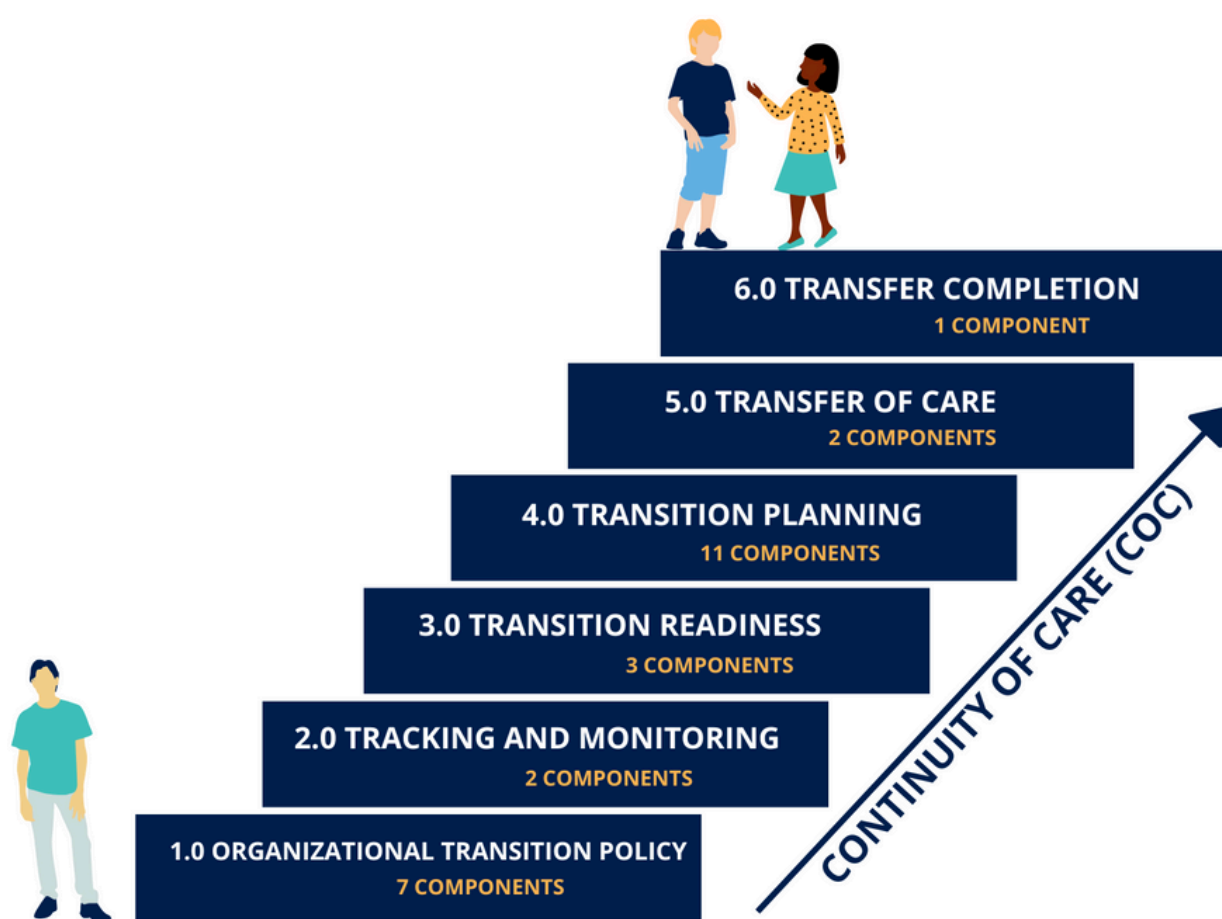 6.0 TRANSFER COMPLETION
1 COMPONENT
5.0 TRANSFER OF CARE
2 COMPONENTS
4.0 TRANSITION PLANNING
11 COMPONENTS
3.0 TRANSITION READINESS
3 COMPONENTS
2.0 TRACKING AND MONITORING
2 COMPONENTS
1.0 ORGANIZATIONAL TRANSITION POLICY
7 COMPONENTS
CONTINUITY OF CARE (COC)